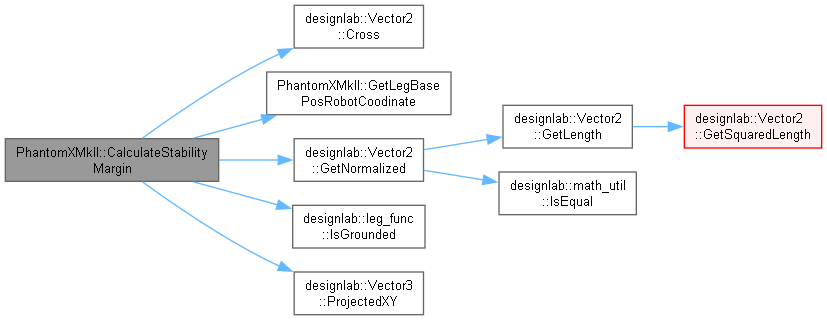 PhantomXMkII::CalculateStability
Margin
designlab::Vector2
::Cross
PhantomXMkII::GetLegBase
PosRobotCoodinate
designlab::Vector2
::GetNormalized
designlab::leg_func
::IsGrounded
designlab::Vector3
::ProjectedXY
designlab::Vector2
::GetLength
designlab::math_util
::IsEqual
designlab::Vector2
::GetSquaredLength